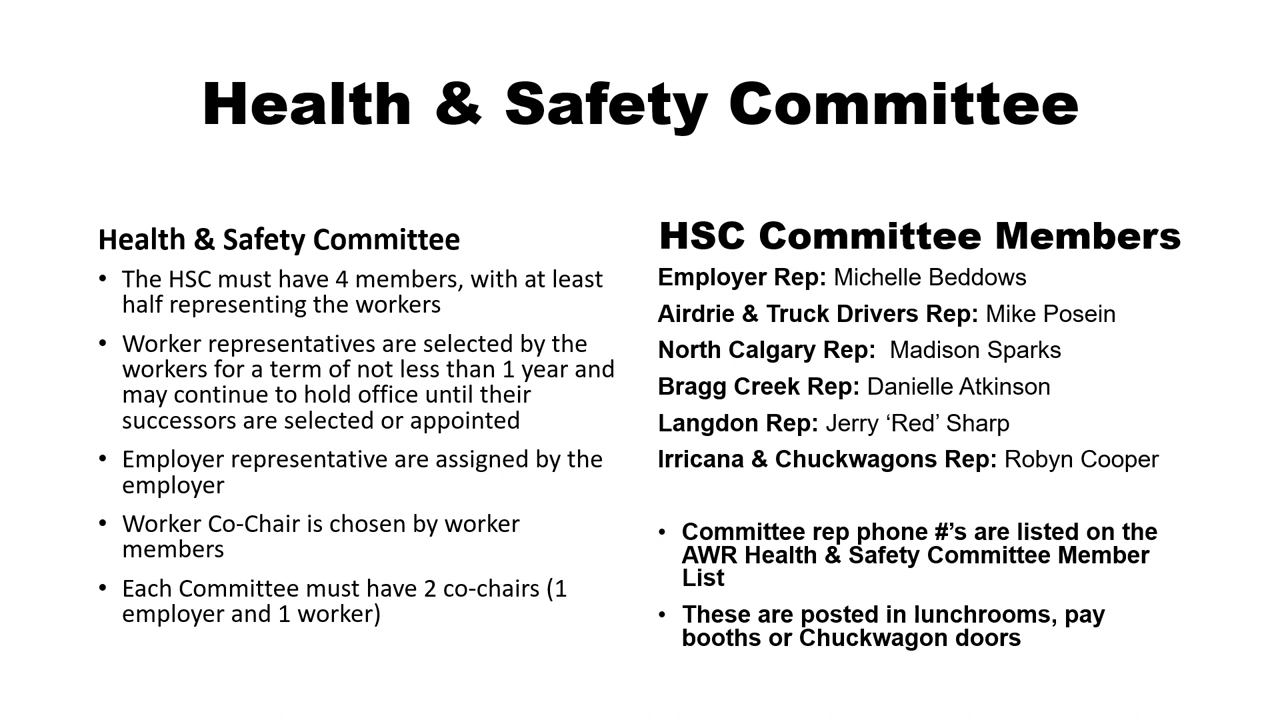 Health & Safety Committee
Health & Safety Committee
• The HSC must have 4 members, with at least
half representing the workers
• Worker representatives are selected by the
workers for a term of not less than 1 year and
may continue to hold office until their
successors are selected or appointed
• Employer representative are assigned by the
employer
• Worker Co-Chair is chosen by worker
members
• Each Committee must have 2 co-chairs (1
employer and 1 worker)
HSC Committee Members
Employer Rep: Michelle Beddows
Airdrie & Truck Drivers Rep: Mike Posein
North Calgary Rep:  Madison Sparks
Bragg Creek Rep: Danielle Atkinson
Langdon Rep: Jerry ‘Red’ Sharp
Irricana & Chuckwagons Rep: Robyn Cooper
• Committee rep phone #’s are listed on the
AWR Health & Safety Committee Member
List
• These are posted in lunchrooms, pay
booths or Chuckwagon doors